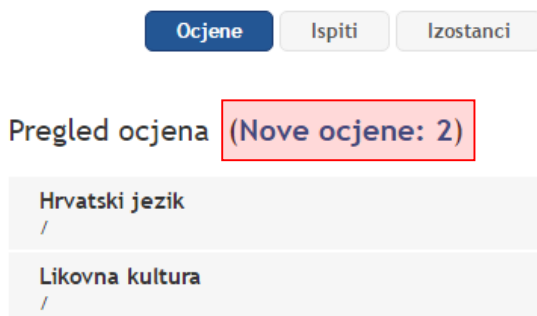 Ocjene Ispiti Izostanci
Pregled ocjena (Nove ocjene: 2)
Hrvatski jezik
/
Likovna kultura
/